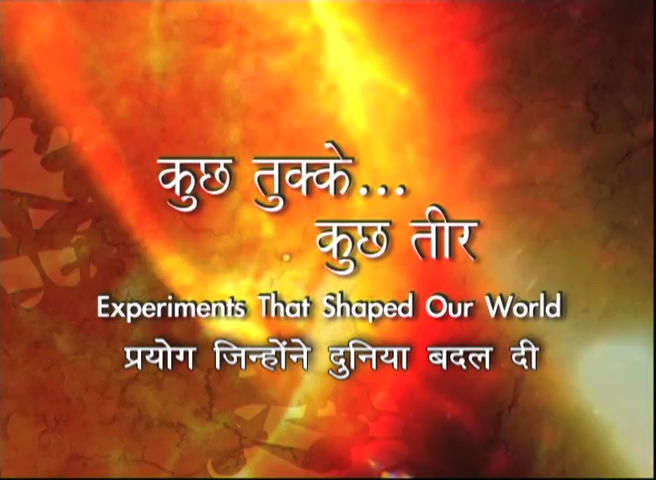 कुछ तुक्के...
कुछ तीर
Experiments That Shaped Our World
प्रयोग जिन्होंने दुनिया बदल दी